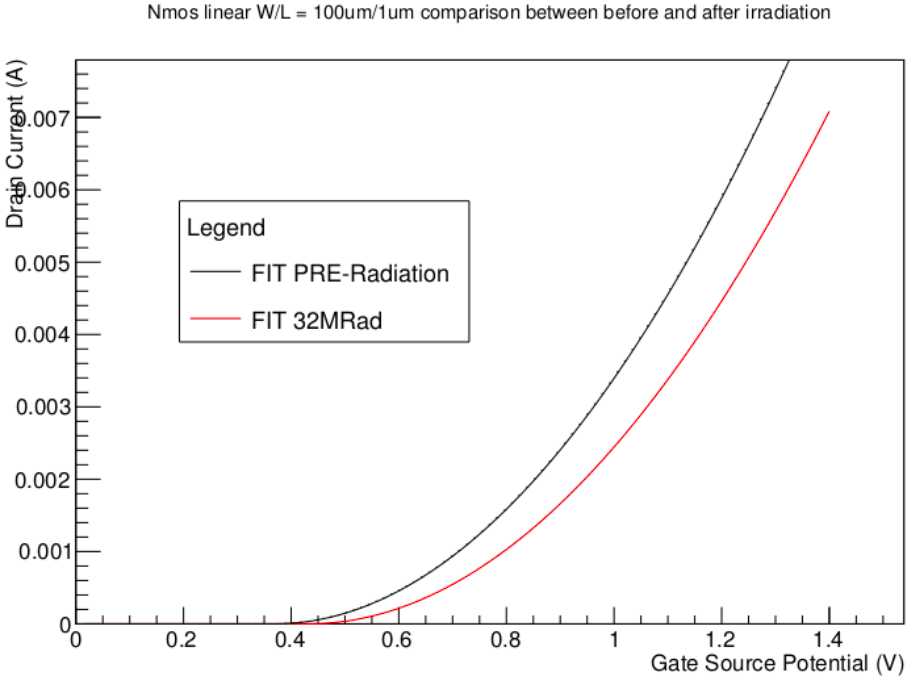 Nmos linear W/L = 100um/1um comparison between before and after irradiation
Drain Current (A)
0.007
0.006
0.005
0.004
0.003
0.002
0.001
0
Legend
FIT PRE-Radiation
FIT 32MRad
0 0.2 0.4 0.6 0.8 1 1.2 1.4
Gate Source Potential (V)